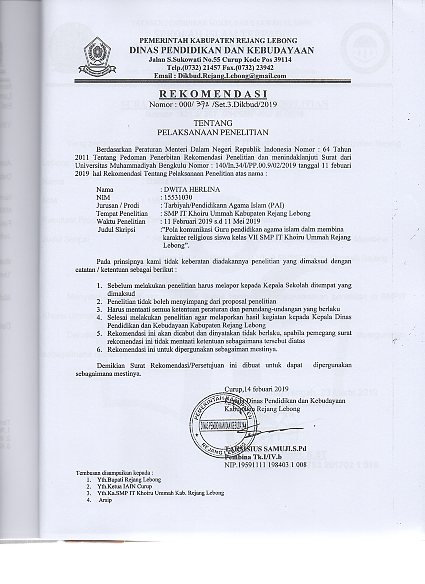 PEMERINTAH KABUPATEN REJANG LEBONG
DINAS PENDIDIKAN DAN KEBUDAYAAN
Jalan S.Sukowati No.55 Curup Kode Pos 39114
Telp.(0732) 21457 Fax.(0732) 23942
Email : Dikbud.Rejang.Lebong@gmail.com
REKOMENDASI
Nomor : 000/ 392 /Set.3.Dikbud/2019
TENTANG
PELAKSANAAN PENELITIAN
Berdasarkan Peraturan Menteri Dalam Negeri Republik Indonesia Nomor : 64 Tahun
2011 Tentang Pedoman Penerbitan Rekomendasi Penelitian dan menindaklanjuti Surat dari
Universitas Muhammadiyah Bengkulu Nomor : 140/In.34/I/PP.00.9/02/2019 tanggal 11 februari
2019 hal Rekomendasi Tentang Pelaksanaan Penelitian atas nama :
Nama : DWITA HERLINA
NIM : 15531030
Jurusan / Prodi : Tarbiyah/Pendidikann Agama Islam (PAI)
Tempat Penelitian : SMP IT Khoiru Ummah Kabupaten Rejang Lebong
Waktu Penelitian : 11 Februari 2019 s.d 11 Mei 2019
Judul Skripsi :"Pola komunikasi Guru pendidikan agama islam dalm membina
karakter religious siswa kelas VII SMP IT Khoiru Ummah Rejang
Lebong".
Pada prinsipnya kami tidak keberatan diadakannya penelitian yang dimaksud dengan
catatan / ketentuan sebagai berikut :
1. Sebelum melakukan penelitian harus melapor kepada Kepala Sekolah Ditempat yang
dimaksud
2. Penelitian tidak boleh menyimpang dari proposal penelitian
3. Harus mentaati semua ketentuan peraturan dan perundang-undangan yang berlaku
4. Selesai melakukan penelitian agar melaporkan hasil kegiatan kepada Kepala Dinas
Pendidikan dan Kebudayaan Kabupaten Rejang Lebong
5. Rekomendasi ini akan dicabut dan dinyatakan tidak berlaku, apabila pemegang surat
rekomendasi ini tidak mentaati ketentuan sebagaimana tersebut diatas
6. Rekomendasi ini untuk dipergunakan sebagaiman mestinya.
Demikian Surat Rekomendasi/Persetujuan ini dibuat untuk dapat dipergunakan
sebagaimana mestinya.
Curup,14 febuari 2019
Kepala Dinas Pendidikan dan Kebudayaan
Kabupaten Rejang Lebong
DINAS PENDIDIKAN DAN KEBUDAYAAN
TARSISIUS SAMUJI.S.Pd
Pembina Tk.I/IV.b
NIP.19591111 198403 1 008
Tembusan disampaikan kepada :
1. Yth.Bupati Rejang Lebong
2. Yth.Ketua IAIN Curup
3. Yth.Ka.SMP IT Khoiru Ummah Kab. Rejang Lebong
4. Arsip